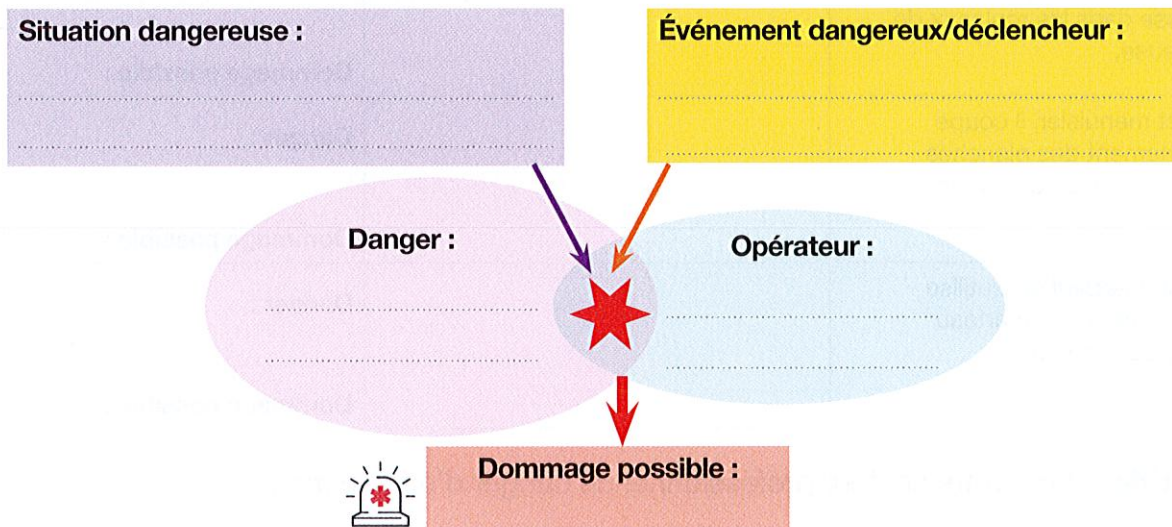 Situation dangereuse :
Événement dangereux/déclencheur :
Danger :
Opérateur :
Dommage possible :